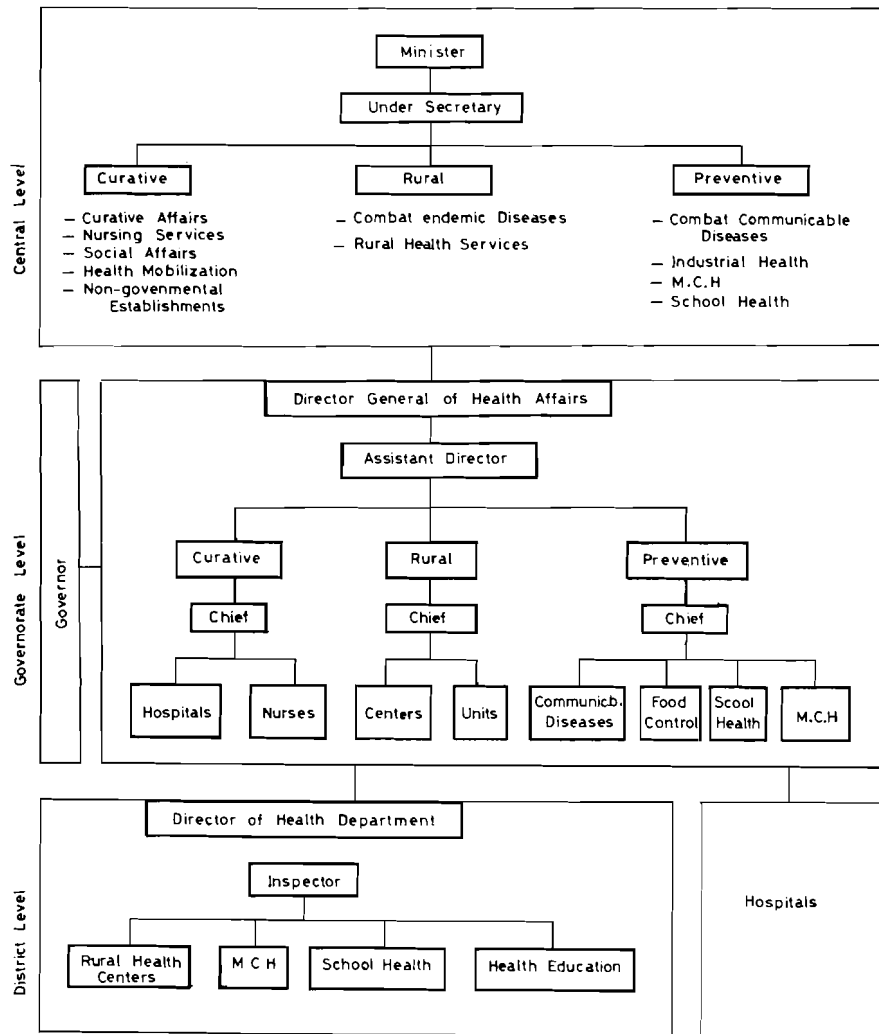 Central Level
Minister
Under Secretary
Curative
– Curative Affairs
– Nursing Services
– Social Affairs
– Health Mobilization
– Non-govenmental
Establishments
Rural
– Combat endemic Diseases
– Rural Health Services
Preventive
– Combat Communicable
Diseases
– Industrial Health
– M.C.H
– School Health
Governorate Level
Governor
Director General of Health Affairs
Assistant Director
Curative
Rural
Preventive
Chief
Chief
Chief
Hospitals
Nurses
Centers
Units
Communicb.
Diseases
Food
Control
Scool
Health
M.C.H
District Level
Director of Health Department
Inspector
Rural Health
Centers
M C H
School Health
Health Education
Hospitals